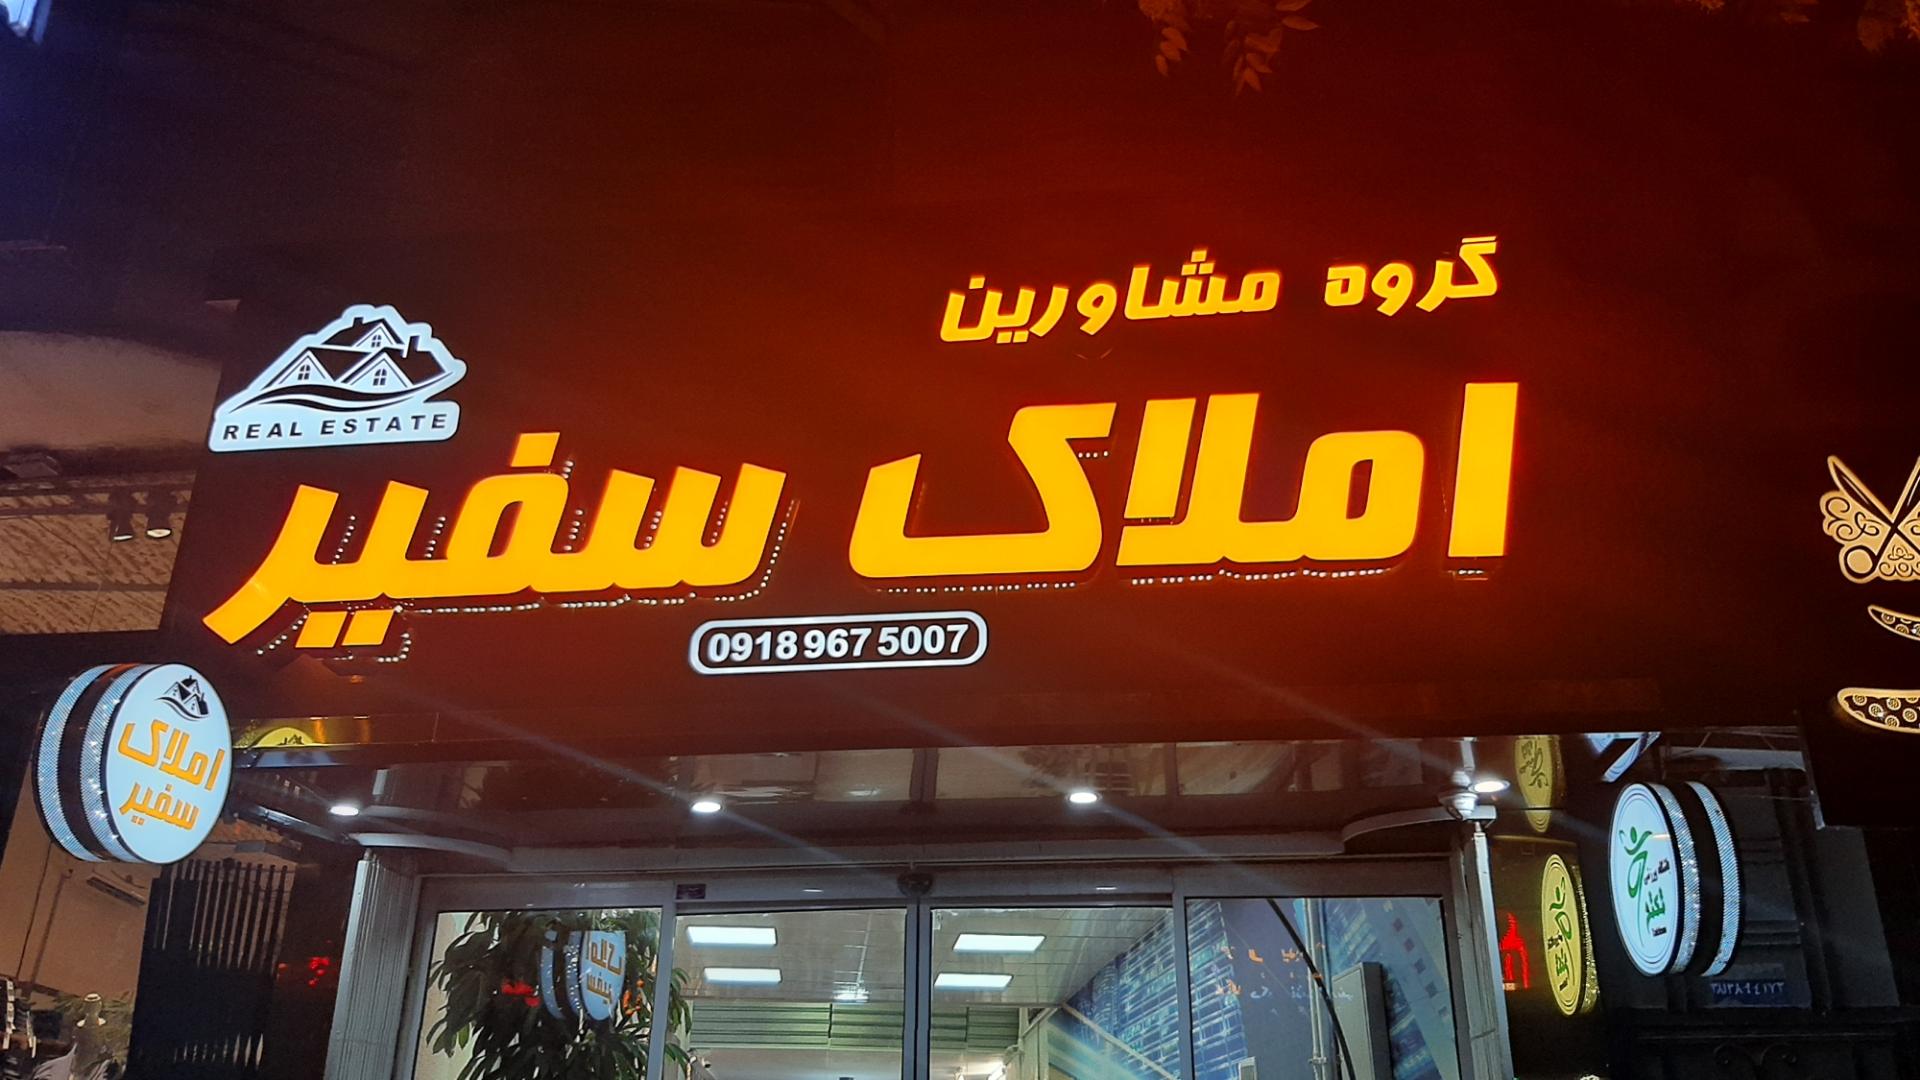 گروه مشاورین
املاک سفیر
REAL ESTATE
0918 967 5007
املاک
سفیر